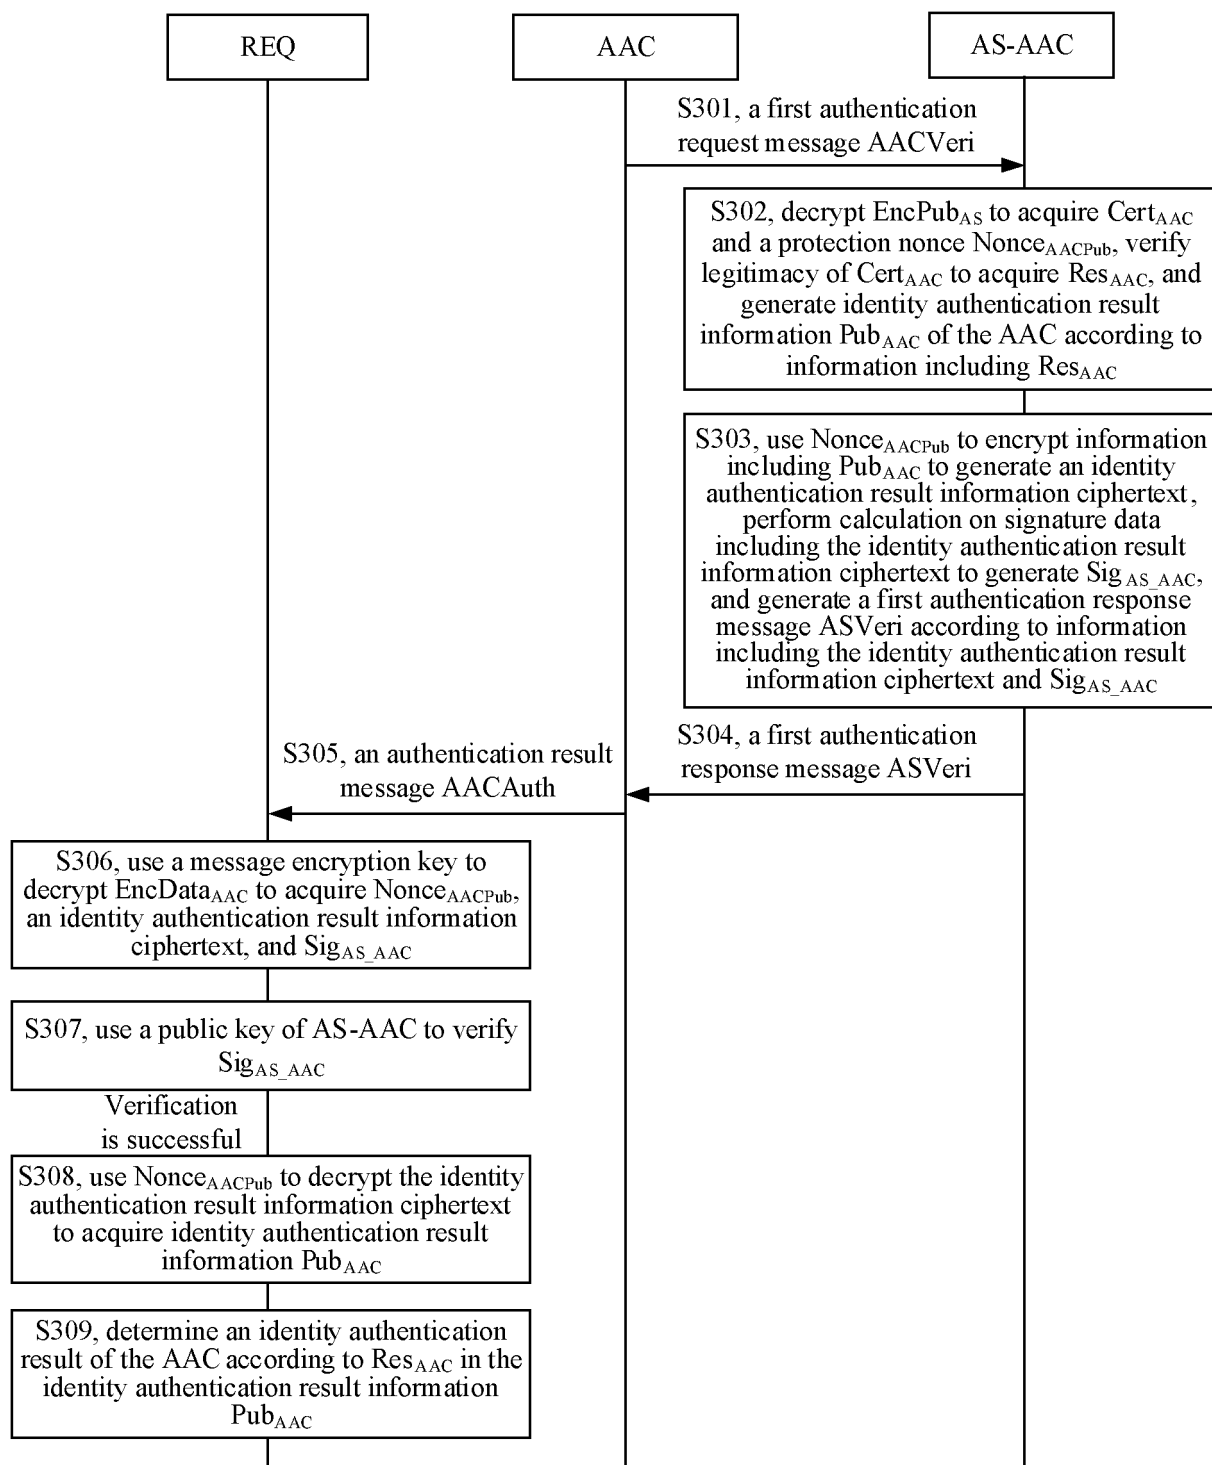 REQ
AAC
AS-AAC
S301, a first authentication
request message AACVeri
S302, decrypt EncPubAS to acquire CertAAC
and a protection nonce NonceAACPub, verify
legitimacy of CertAAC to acquire ResAAC, and
generate identity authentication result
information PubAAC of the AAC according to
information including ResAAC
S303, use NonceAACPub to encrypt information
including PubAAC to generate an identity
authentication result information ciphertext,
perform calculation on signature data
including the identity authentication result
information ciphertext to generate SigAS_AAC,
and generate a first authentication response
message ASVeri according to information
including the identity authentication result
information ciphertext and SigAS_AAC
S304, a first authentication
response message ASVeri
S305, an authentication result
message AACAuth
S306, use a message encryption key to
decrypt EncDataAAC to acquire NonceAACPub,
an identity authentication result information
ciphertext, and SigAS_AAC
S307, use a public key of AS-AAC to verify
SigAS_AAC
Verification
is successful
S308, use NonceAACPub to decrypt the identity
authentication result information ciphertext
to acquire identity authentication result
information PubAAC
S309, determine an identity authentication
result of the AAC according to ResAAC in the
identity authentication result information
PubAAC